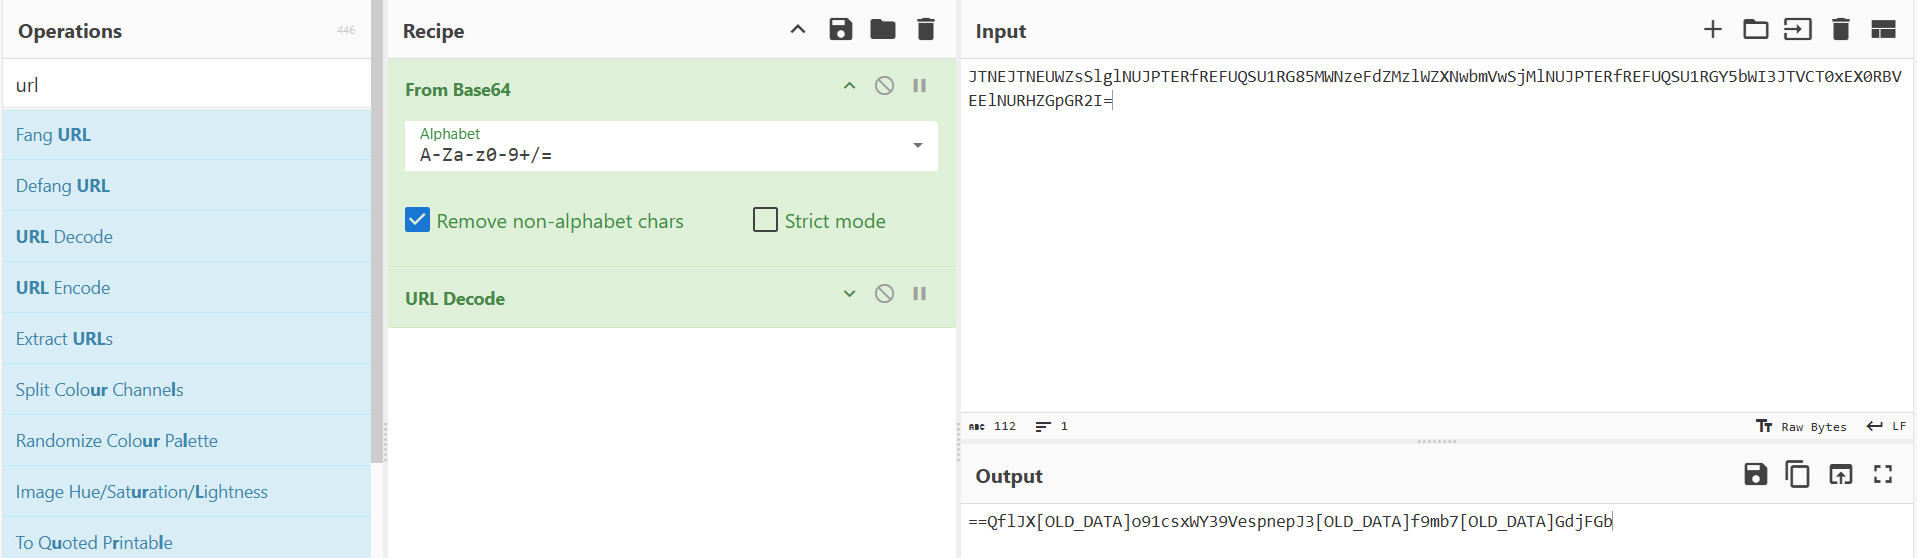 Operations
446
url
Fang URL
Defang URL
URL Decode
URL Encode
Extract URLs
Split Colour Channels
Randomize Colour Palette
Image Hue/Saturation/Lightness
To Quoted Printable
Recipe
From Base64
Alphabet
A-Za-z0-9+/=
Remove non-alphabet chars
Strict mode
URL Decode
Input
JTNEJTNEUWZsSlglNUJPTERfREFUQSU1RG85MWNzeFdZMzlWZXNwbmVwSjMlNUJPTERfREFUQSU1RGY5bWI3JTVCT0xEX0RBV
EElNURHZGpGR2I=
ABC 112
1
Raw Bytes
LF
Output
==QflJX[OLD_DATA]o91csxWY39VespnepJ3[OLD_DATA]f9mb7[OLD_DATA]GdjFGb